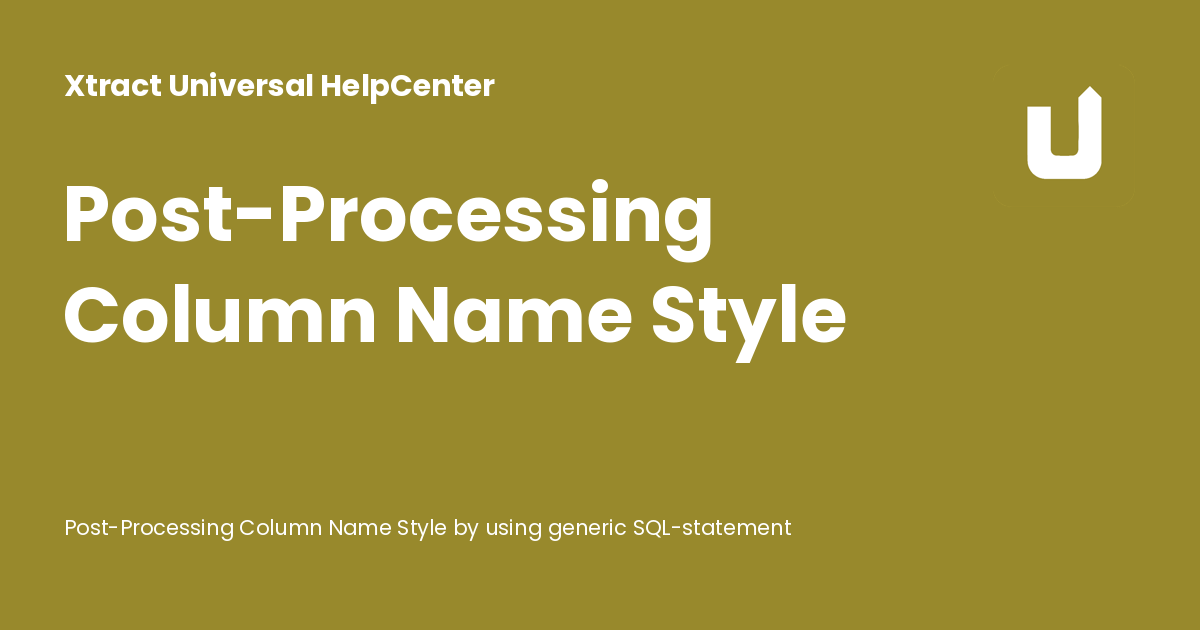 Xtract Universal HelpCenter
Post-Processing
Column Name Style
Post-Processing Column Name Style by using generic SQL-statement